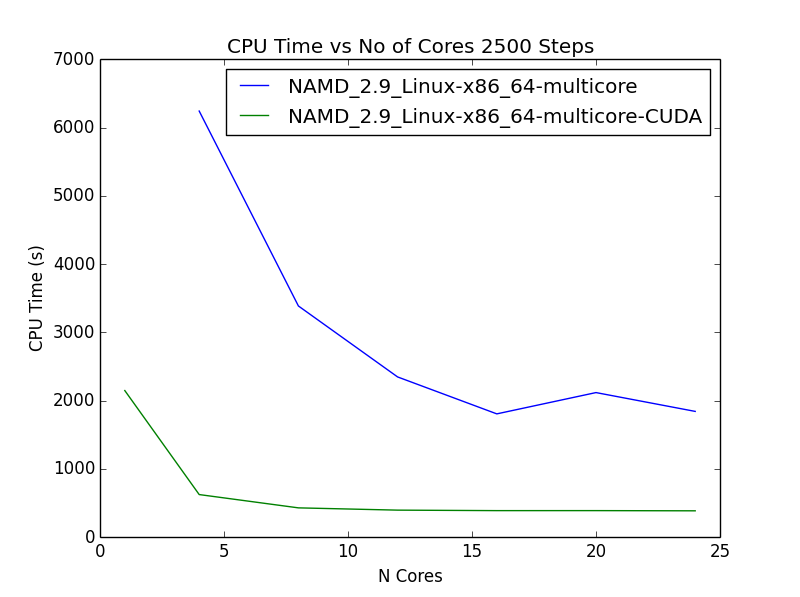 CPU Time vs No of Cores 2500 Steps
7000
6000
5000
4000
3000
2000
1000
0
CPU Time (s)
NAMD_2.9_Linux-x86_64-multicore
NAMD_2.9_Linux-x86_64-multicore-CUDA
0 5 10 15 20 25
N Cores